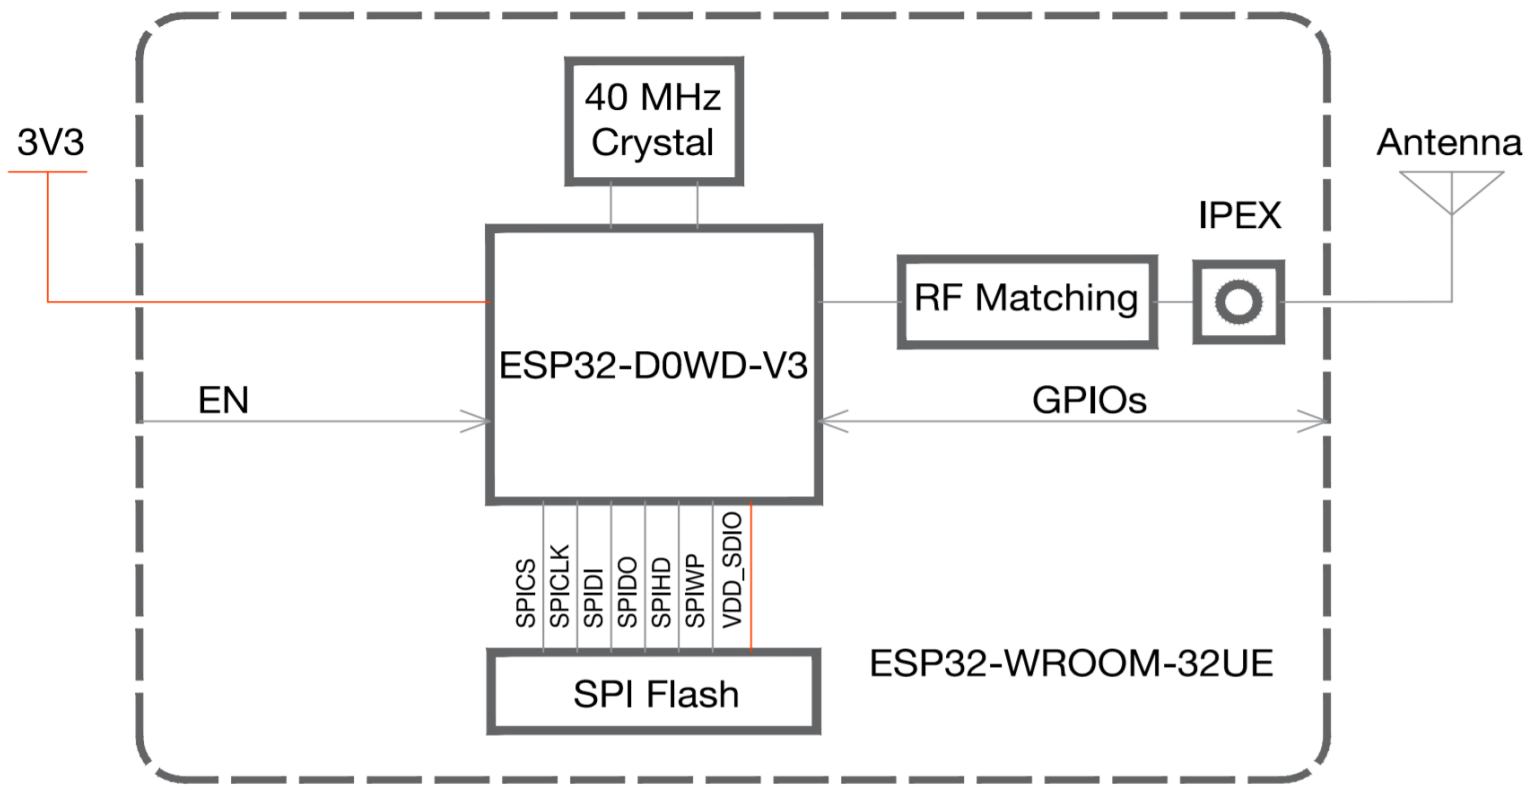 40 MHz
Crystal
3V3
Antenna
IPEX
RF Matching
ESP32-D0WD-V3
EN
GPIOs
SPICS
SPICLK
SPIDI
SPIDO
SPIHD
SPIWP
VDD_SDIO
ESP32-WROOM-32UE
SPI Flash